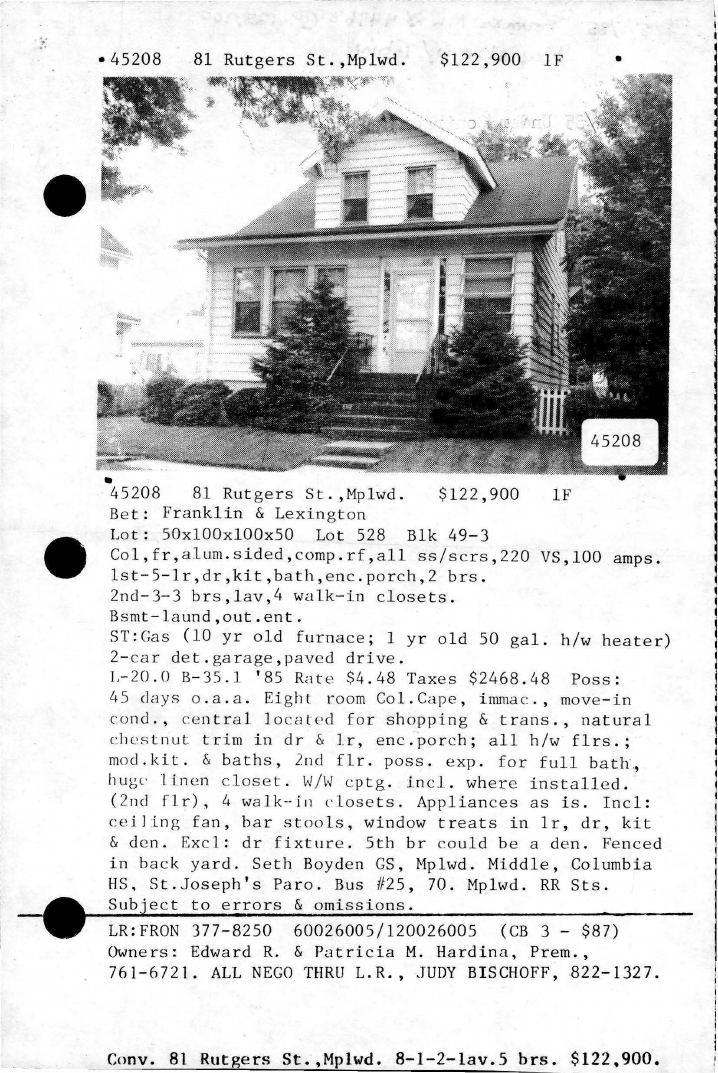 45208 81 Rutgers St.,Mplwd. $122,900 1F
45208
45208 81 Rutgers St.,Mplwd. $122,900 1F
Bet: Franklin & Lexington
Lot: 50x100x100x50 Lot 528 Blk 49-3
Col,fr,alum.sided,comp.rf,all ss/scrs,220 VS,100 amps.
1st-5-lr,dr,kit,bath,enc.porch,2 brs.
2nd-3-3 brs,lav,4 walk-in closets.
Bsmt-laund,out.ent.
ST:Gas (10 yr old furnace; 1 yr old 50 gal. h/w heater)
2-car det.garage,paved drive.
L-20.0 B-35.1 '85 Rate $4.48 Taxes $2468.48 Poss:
45 days o.a.a. Eight room Col.Cape, immac., move-in
cond., central located for shopping & trans., natural
chestnut trim in dr & lr, enc.porch; all h/w flrs.;
mod.kit. & baths, 2nd flr. poss. exp. for full bath,
huge linen closet. W/W cptg. incl. where installed.
(2nd flr), 4 walk-in closets. Appliances as is. Incl:
ceiling fan, bar stools, window treats in lr, dr, kit
& den. Excl: dr fixture. 5th br could be a den. Fenced
in back yard. Seth Boyden GS, Mplwd. Middle, Columbia
HS, St.Joseph's Paro. Bus #25, 70. Mplwd. RR Sts.
Subject to errors & omissions.
LR:FRON 377-8250 60026005/120026005 (CB 3 - $87)
Owners: Edward R. & Patricia M. Hardina, Prem.,
761-6721. ALL NEGO THRU L.R., JUDY BISCHOFF, 822-1327.
Conv. 81 Rutgers St.,Mplwd. 8-1-2-lav.5 brs. $122,900.